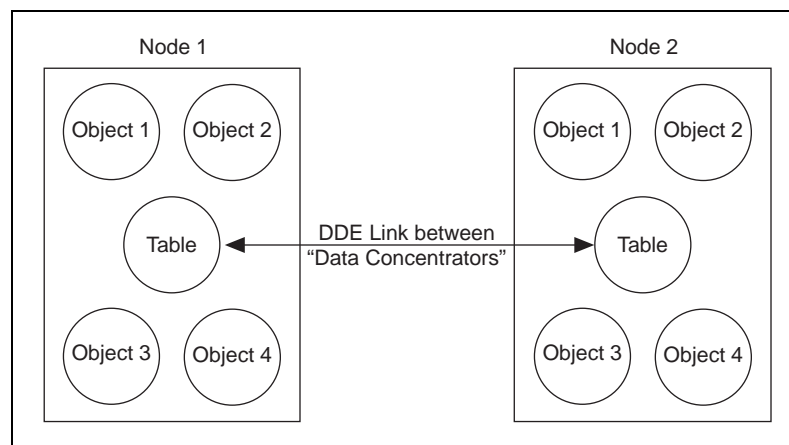 Node 1
Node 2
Object 1
Object 2
Object 1
Object 2
Table
DDE Link between
“Data Concentrators”
Table
Object 3
Object 4
Object 3
Object 4